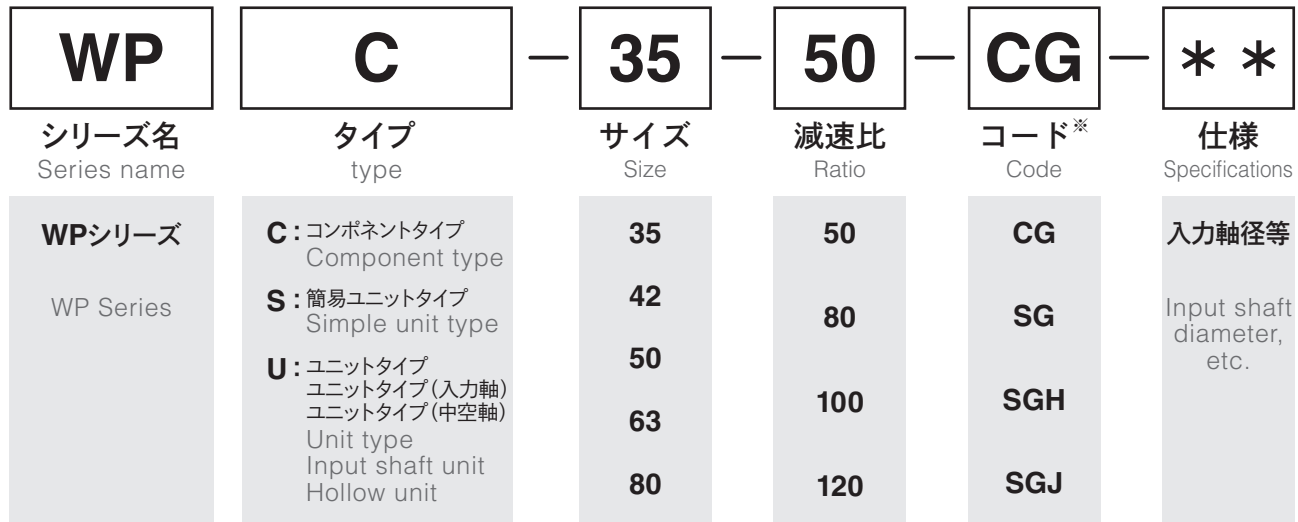 WP C — 35 — 50 — CG — ＊＊
シリーズ名
Series name
タイプ
type
サイズ
Size
減速比
Ratio
コード※
Code
仕様
Specifications
WPシリーズ
WP Series
C：コンポネントタイプ
Component type
S：簡易ユニットタイプ
Simple unit type
U：ユニットタイプ
ユニットタイプ（入力軸）
ユニットタイプ（中空軸）
Unit type
Input shaft unit
Hollow unit
35
42
50
63
80
50
80
100
120
CG
SG
SGH
SGJ
入力軸径等
Input shaft
diameter,
etc.